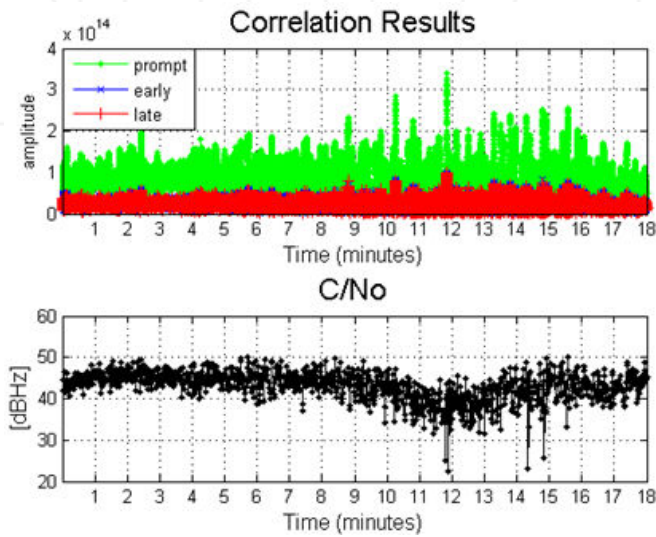 Correlation Results
x 10^14
4
3
2
1
0
amplitude
prompt
early
late
1 2 3 4 5 6 7 8 9 10 11 12 13 14 15 16 17 18
Time (minutes)
C/No
60
50
40
30
20
[dBHz]
1 2 3 4 5 6 7 8 9 10 11 12 13 14 15 16 17 18
Time (minutes)